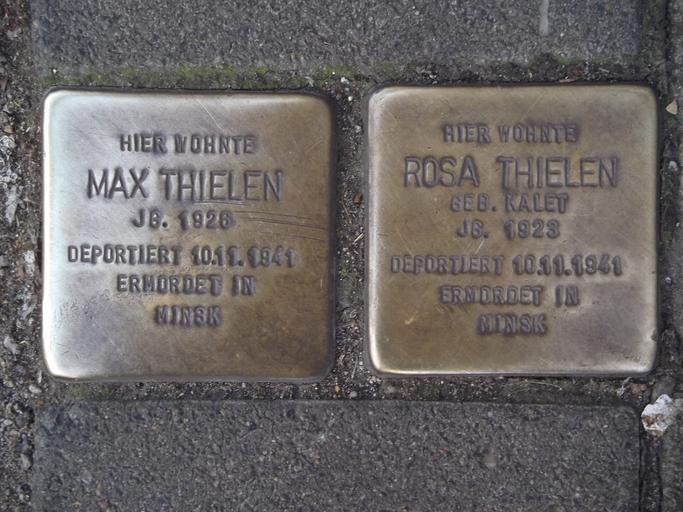 HIER WOHNTE
MAX THIELEN
JG. 1926
DEPORTIERT 10.11.1941
ERMORDET IN
MINSK
HIER WOHNTE
ROSA THIELEN
GEB. KALET
JG. 1923
DEPORTIERT 10.11.1941
ERMORDET IN
MINSK